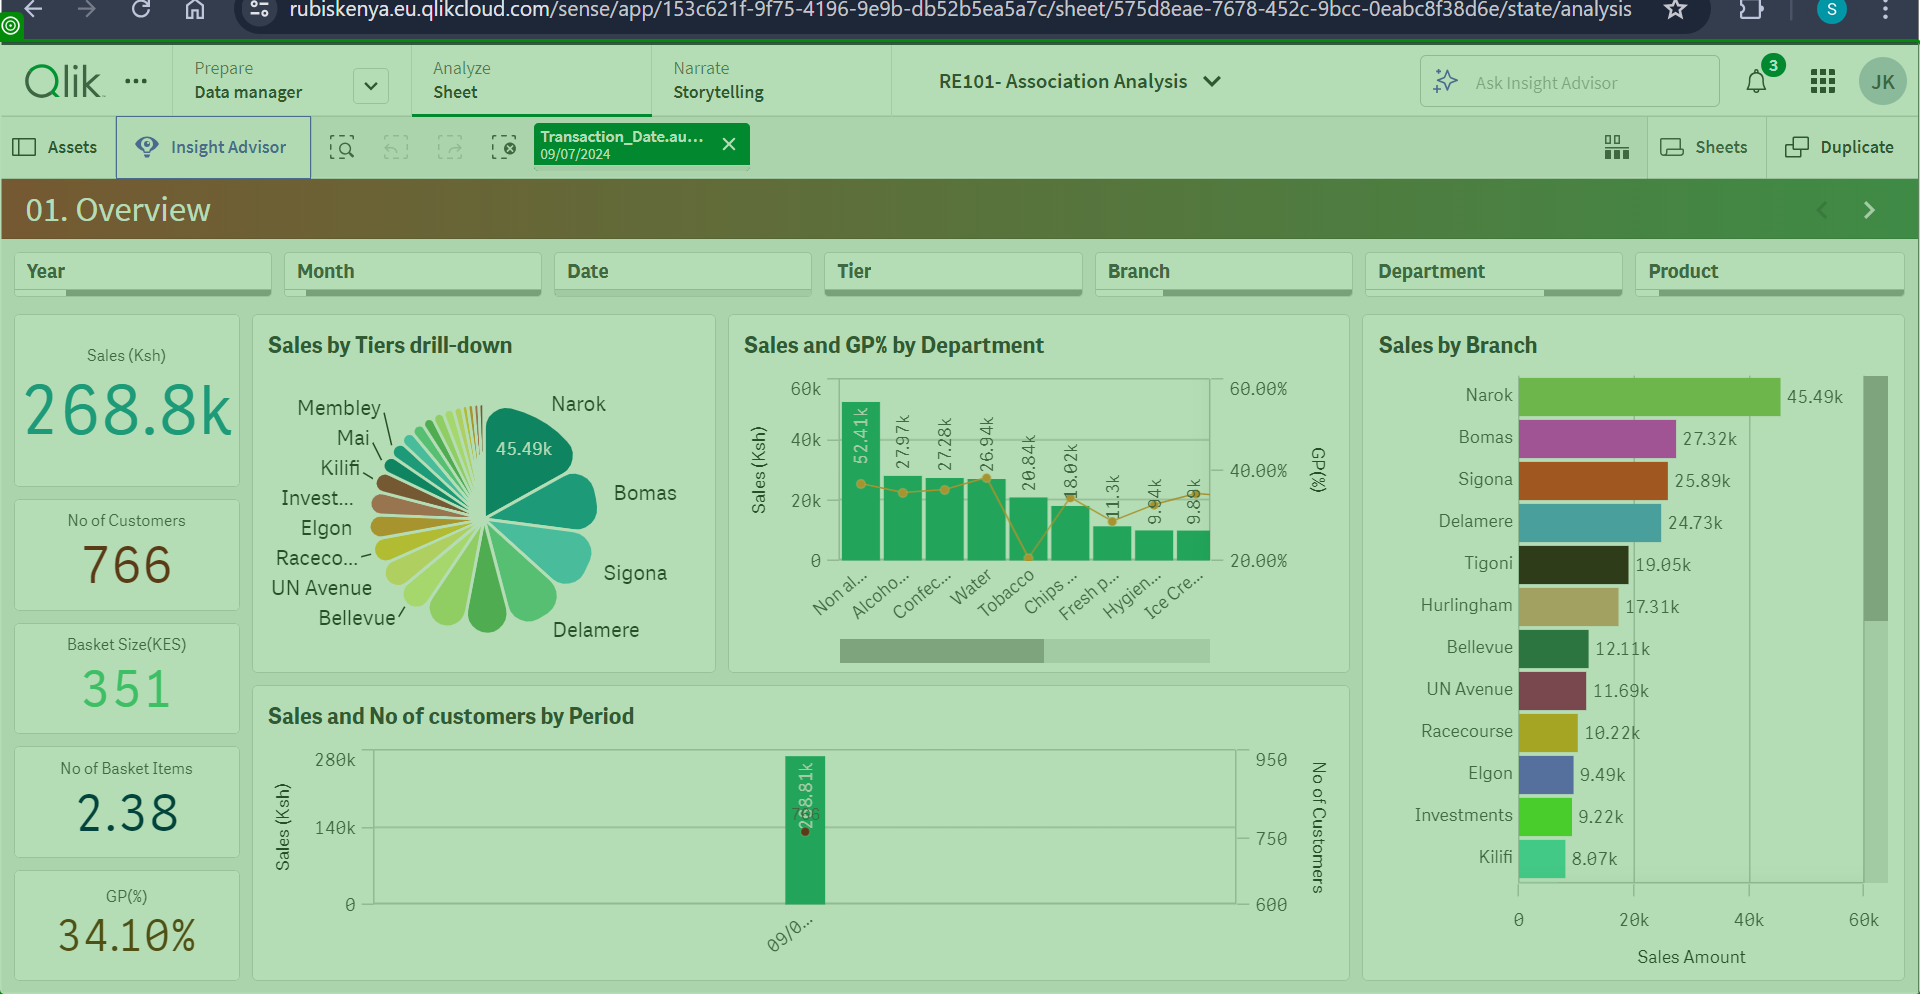 rubiskenya.eu.qlikcloud.com/sense/app/153c621f-9f75-4196-9e9b-db52b5ea5a7c/sheet/575d8eae-7678-452c-9bcc-0eabc8f38d6e/state/analysis
S
Qlik
Prepare
Data manager
Analyze
Sheet
Narrate
Storytelling
RE101- Association Analysis
Ask Insight Advisor
3
JK
Assets
Insight Advisor
Transaction_Date.au...
09/07/2024
Sheets
Duplicate
01. Overview
Year
Month
Date
Tier
Branch
Department
Product
Sales (Ksh)
268.8k
No of Customers
766
Basket Size(KES)
351
No of Basket Items
2.38
GP(%)
34.10%
Sales by Tiers drill-down
Membley
Mai
Kilifi
Invest...
Elgon
Raceco...
UN Avenue
Bellevue
Narok
45.49k
Bomas
Sigona
Delamere
Sales and GP% by Department
60k
40k
20k
0
Sales (Ksh)
52.41k
27.97k
27.28k
26.94k
20.84k
18.02k
11.3k
9.94k
9.89k
60.00%
40.00%
20.00%
GP(%)
Non al...
Alcoho...
Confec...
Water
Tobacco
Chips ...
Fresh p...
Hygien...
Ice Cre...
Sales and No of customers by Period
280k
140k
0
Sales (Ksh)
268.81k
766
950
750
600
No of Customers
09/0...
Sales by Branch
Narok 45.49k
Bomas 27.32k
Sigona 25.89k
Delamere 24.73k
Tigoni 19.05k
Hurlingham 17.31k
Bellevue 12.11k
UN Avenue 11.69k
Racecourse 10.22k
Elgon 9.49k
Investments 9.22k
Kilifi 8.07k
0 20k 40k 60k
Sales Amount